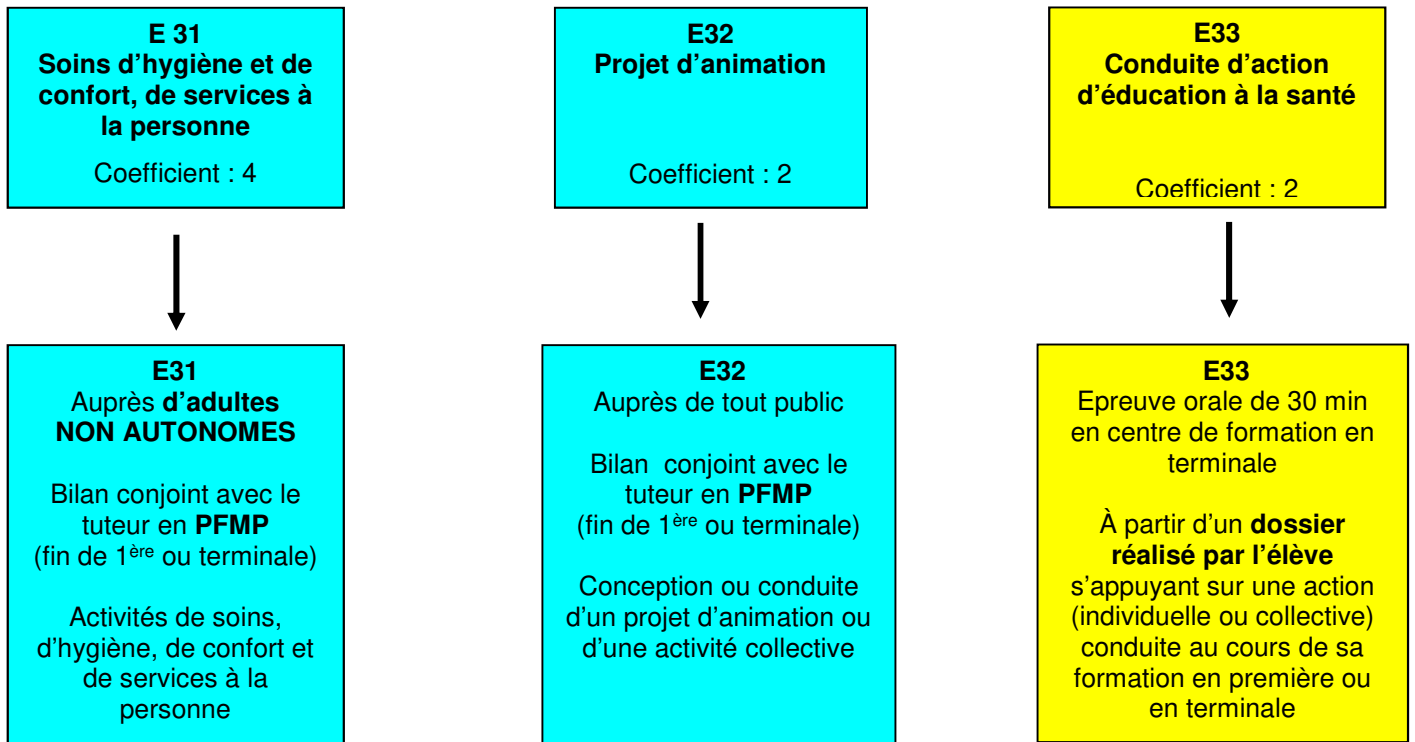 E 31
Soins d'hygiène et de
confort, de services à
la personne
Coefficient : 4
E32
Projet d'animation
Coefficient : 2
E33
Conduite d'action
d'éducation à la santé
Coefficient : 2
E31
Auprès d'adultes
NON AUTONOMES
Bilan conjoint avec le
tuteur en PFMP
(fin de 1ère ou terminale)
Activités de soins,
d'hygiène, de confort et
de services à la
personne
E32
Auprès de tout public
Bilan conjoint avec le
tuteur en PFMP
(fin de 1ère ou terminale)
Conception ou conduite
d'un projet d'animation ou
d'une activité collective
E33
Epreuve orale de 30 min
en centre de formation en
terminale
À partir d'un dossier
réalisé par l'élève
s'appuyant sur une action
(individuelle ou collective)
conduite au cours de sa
formation en première ou
en terminale